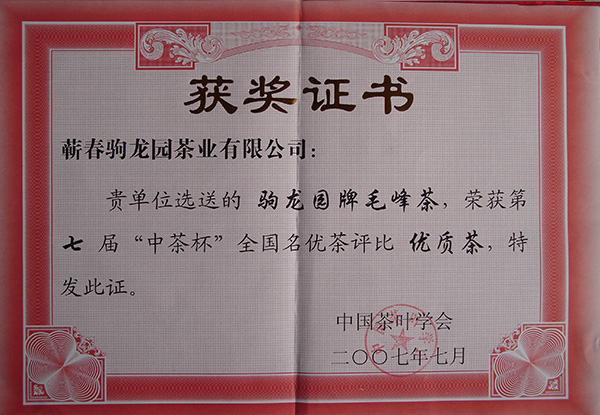 获奖证书
蕲春驹龙园茶业有限公司：
贵单位选送的 驹龙园牌毛峰茶，荣获第
七 届“中茶杯”全国名优茶评比 优质茶，特
发此证。
中国茶叶学会
二〇〇七年七月